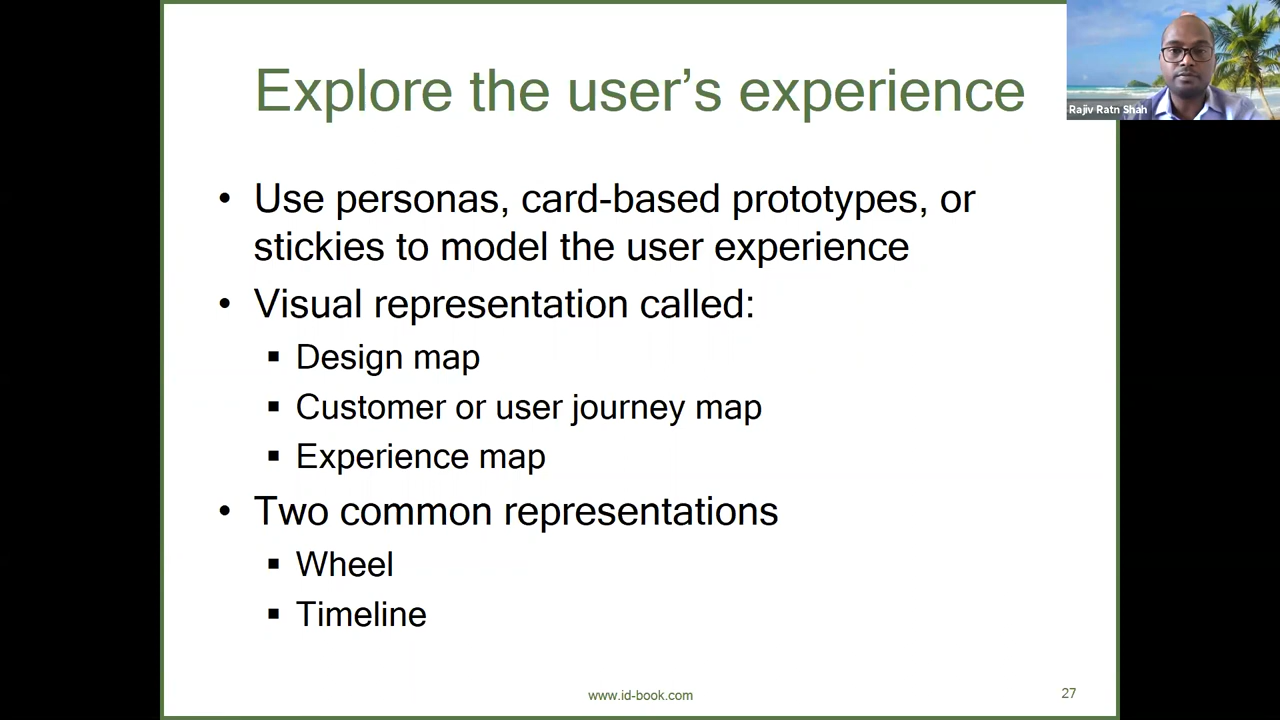 Explore the user’s experience
Rajiv Ratn Shah
• Use personas, card-based prototypes, or
stickies to model the user experience
• Visual representation called:
▪ Design map
▪ Customer or user journey map
▪ Experience map
• Two common representations
▪ Wheel
▪ Timeline
www.id-book.com
27